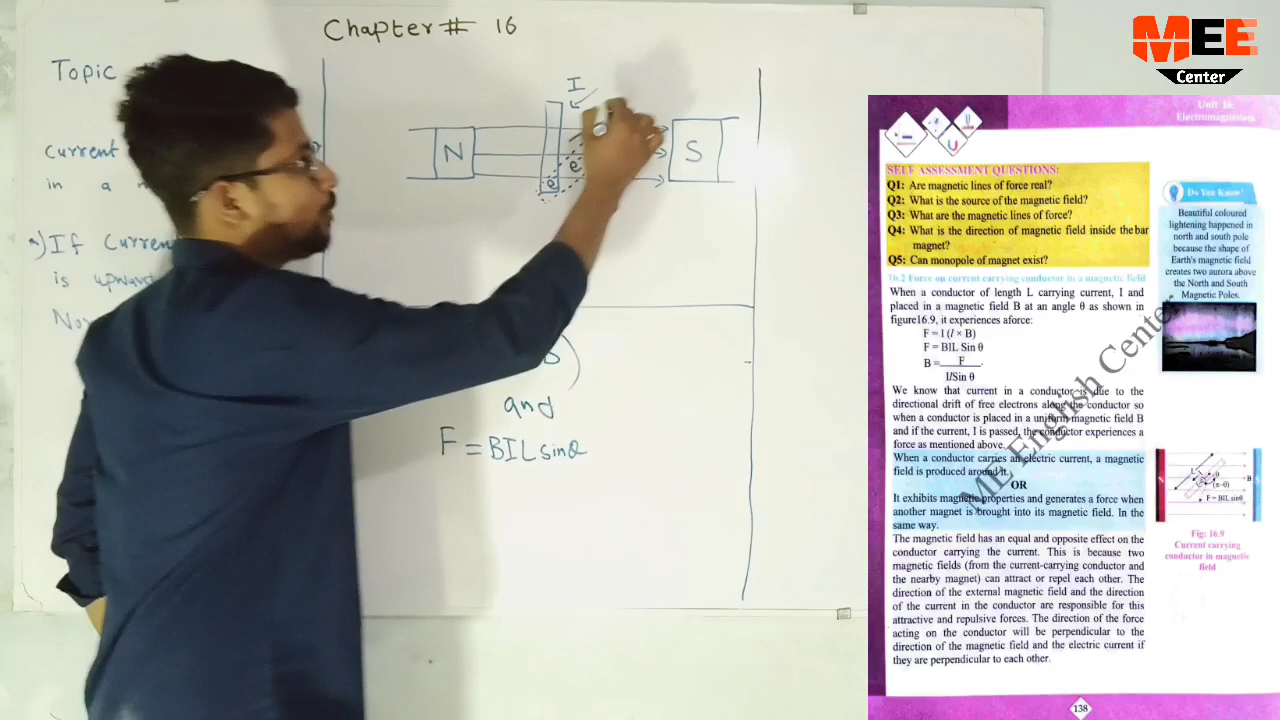 Chapter # 16
Topic
Current
in a
If Current
is upward
I
N
S
e
e
and
F = BIL sinθ
MEE
Center
Unit 16
Electromagnetism
SELF ASSESSMENT QUESTIONS:
Q1: Are magnetic lines of force real?
Q2: What is the source of the magnetic field?
Q3: What are the magnetic lines of force?
Q4: What is the direction of magnetic field inside the bar
magnet?
Q5: Can monopole of magnet exist?
16.2 Force on current carrying conductor in a magnetic field
When a conductor of length L carrying current, I and
placed in a magnetic field B at an angle θ as shown in
figure16.9, it experiences aforce:
F = I (l × B)
F = BIL Sin θ
B = F
IlSin θ
We know that current in a conductor is due to the
directional drift of free electrons along the conductor so
when a conductor is placed in a uniform magnetic field B
and if the current, I is passed, the conductor experiences a
force as mentioned above.
When a conductor carries an electric current, a magnetic
field is produced around it.
OR
It exhibits magnetic properties and generates a force when
another magnet is brought into its magnetic field. In the
same way.
The magnetic field has an equal and opposite effect on the
conductor carrying the current. This is because two
magnetic fields (from the current-carrying conductor and
the nearby magnet) can attract or repel each other. The
direction of the external magnetic field and the direction
of the current in the conductor are responsible for this
attractive and repulsive forces. The direction of the force
acting on the conductor will be perpendicular to the
direction of the magnetic field and the electric current if
they are perpendicular to each other.
Do You Know!
Beautiful coloured
lightening happened in
north and south pole
because the shape of
Earth's magnetic field
creates two aurora above
the North and South
Magnetic Poles.
L
θ
(π-θ)
B
F = BIL sinθ
Fig: 16.9
Current carrying
conductor in magnetic
field
ME English Center
138